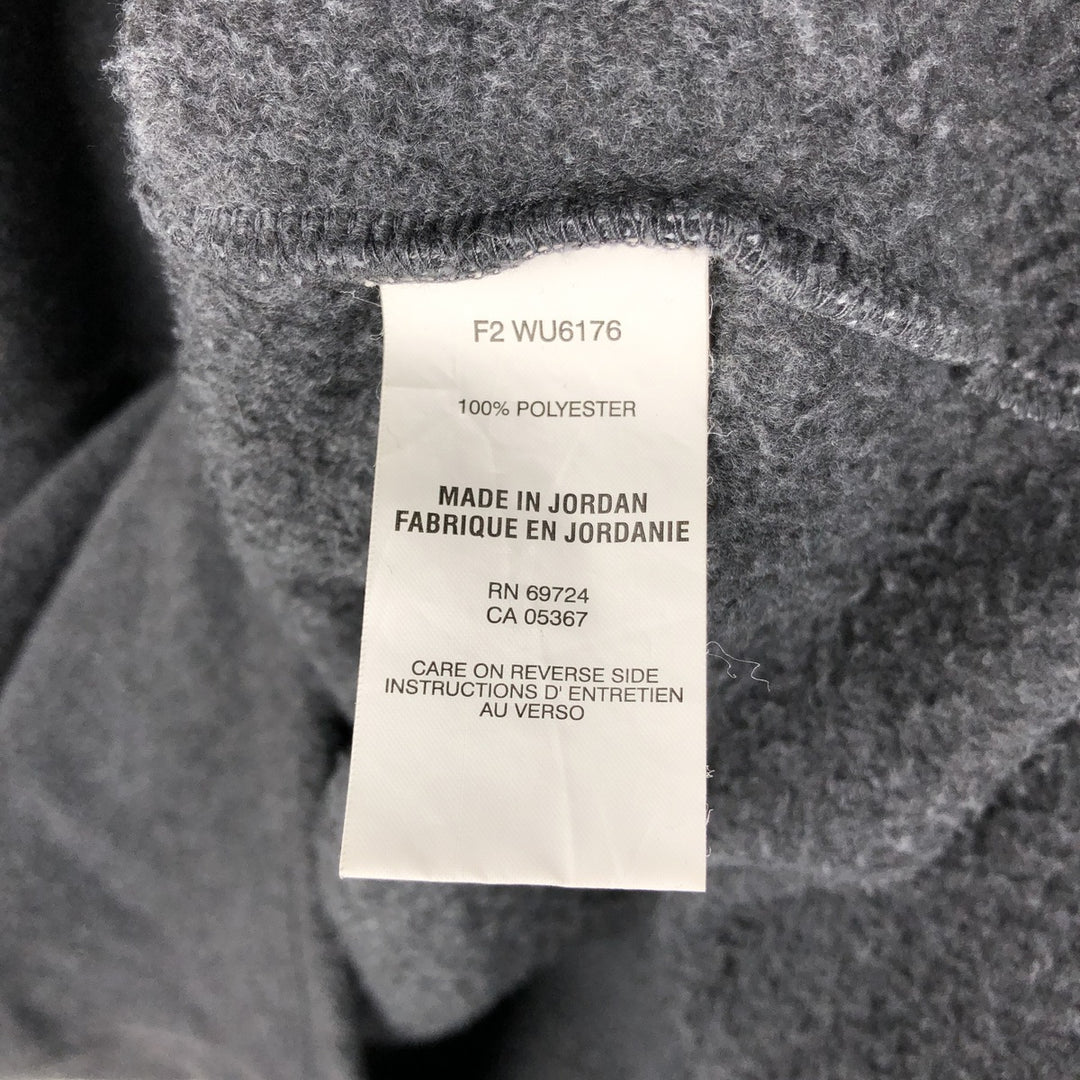 F2 WU6176
100% POLYESTER
MADE IN JORDAN
FABRIQUE EN JORDANIE
RN 69724
CA 05367
CARE ON REVERSE SIDE
INSTRUCTIONS D' ENTRETIEN
AU VERSO